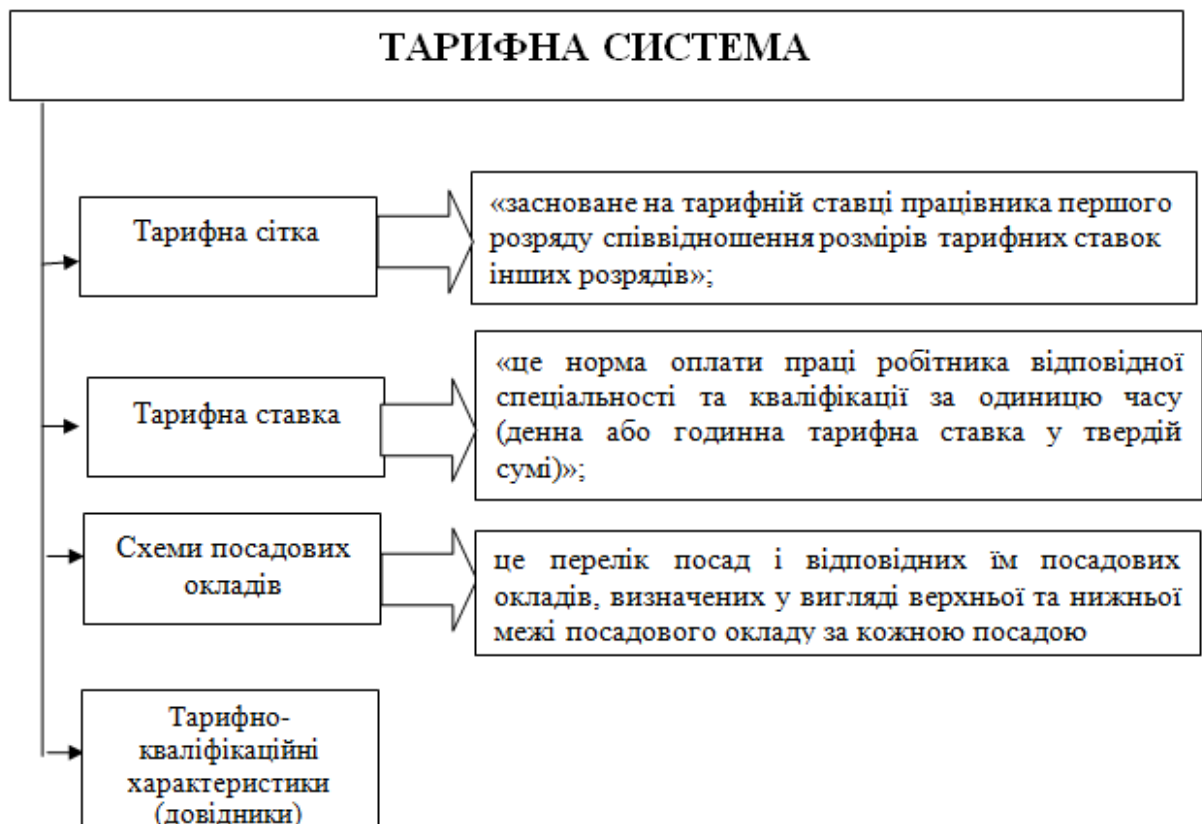 ТАРИФНА СИСТЕМА
Тарифна сітка
«засноване на тарифній ставці працівника першого
розряду співвідношення розмірів тарифних ставок
інших розрядів»;
Тарифна ставка
«це норма оплати праці робітника відповідної
спеціальності та кваліфікації за одиницю часу
(денна або годинна тарифна ставка у твердій
сумі)»;
Схеми посадових
окладів
це перелік посад і відповідних їм посадових
окладів, визначених у вигляді верхньої та нижньої
межі посадового окладу за кожною посадою
Тарифно-
кваліфікаційні
характеристики
(довідники)